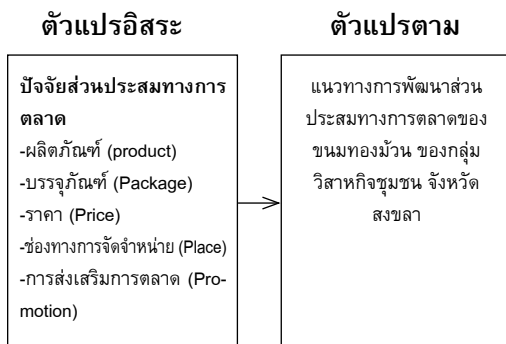 ตัวแปรอิสระ
ปัจจัยส่วนประสมทางการ
ตลาด
-ผลิตภัณฑ์ (product)
-บรรจุภัณฑ์ (Package)
-ราคา (Price)
-ช่องทางการจัดจำหน่าย (Place)
-การส่งเสริมการตลาด (Pro-
motion)
ตัวแปรตาม
แนวทางการพัฒนาส่วน
ประสมทางการตลาดของ
ขนมทองม้วน ของกลุ่ม
วิสาหกิจชุมชน จังหวัด
สงขลา